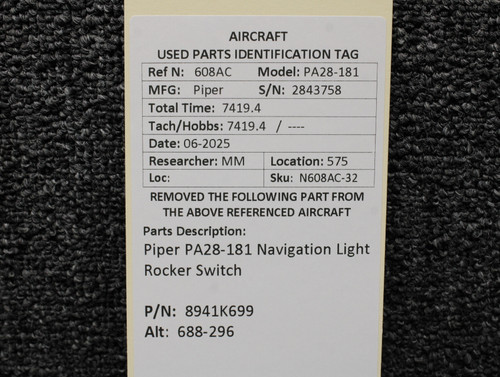 AIRCRAFT
USED PARTS IDENTIFICATION TAG
Ref N: 608AC Model: PA28-181
MFG: Piper S/N: 2843758
Total Time: 7419.4
Tach/Hobbs: 7419.4 / ----
Date: 06-2025
Researcher: MM Location: 575
Loc: Sku: N608AC-32
REMOVED THE FOLLOWING PART FROM
THE ABOVE REFERENCED AIRCRAFT
Parts Description:
Piper PA28-181 Navigation Light
Rocker Switch
P/N: 8941K699
Alt: 688-296